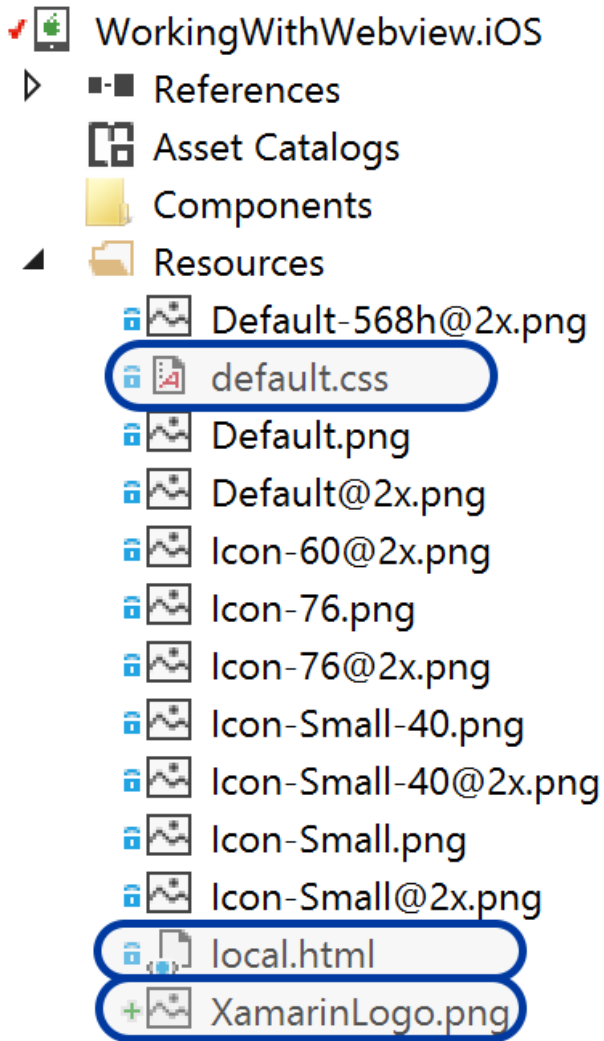 WorkingWithWebview.iOS
References
Asset Catalogs
Components
Resources
Default-568h@2x.png
default.css
Default.png
Default@2x.png
Icon-60@2x.png
Icon-76.png
Icon-76@2x.png
Icon-Small-40.png
Icon-Small-40@2x.png
Icon-Small.png
Icon-Small@2x.png
local.html
XamarinLogo.png